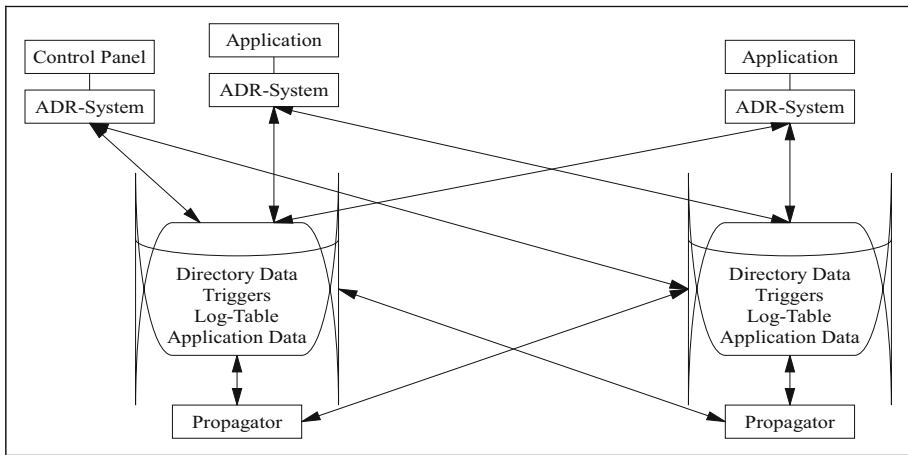 Control Panel
ADR-System
Application
ADR-System
Application
ADR-System
Directory Data
Triggers
Log-Table
Application Data
Directory Data
Triggers
Log-Table
Application Data
Propagator
Propagator